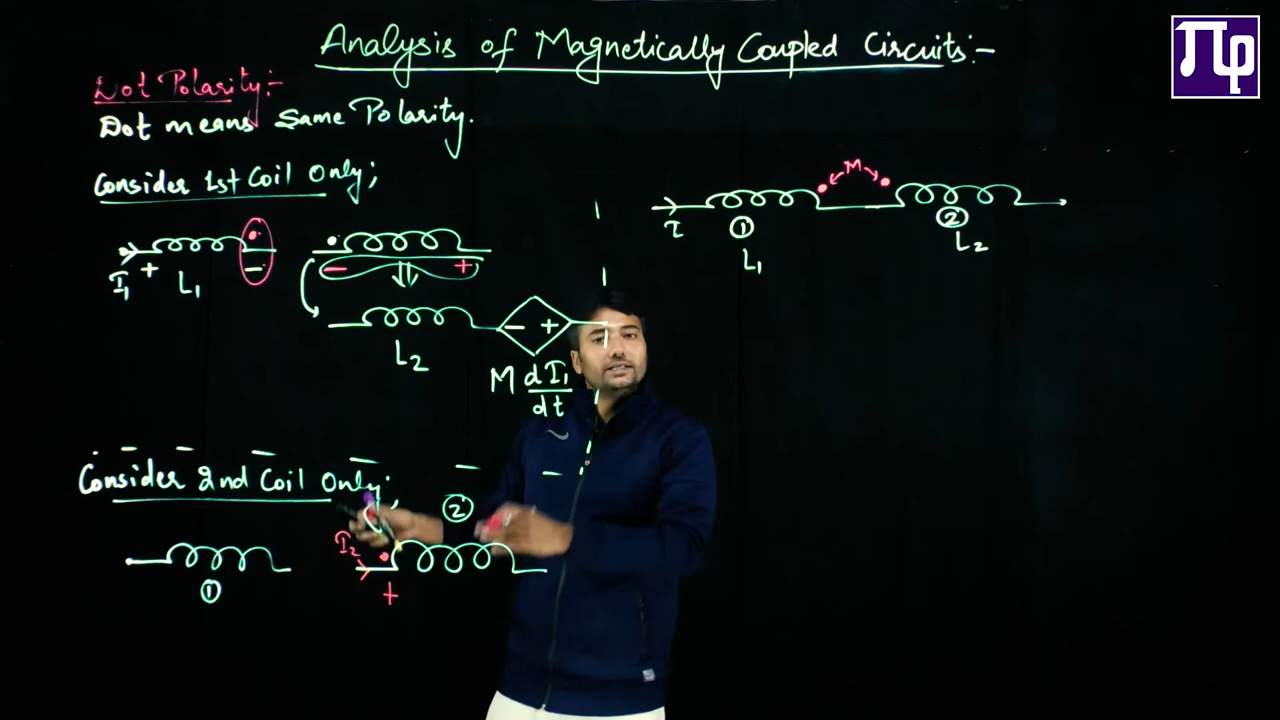 Analysis of Magnetically Coupled Circuits:-
πφ
Dot Polarity:-
Dot means Same Polarity.
Consider 1st Coil Only;
I1 + L1 -
- +
L2
- +
M dI1/dt
M
I ① L1
② L2
Consider 2nd Coil Only;
①
②
I2
+